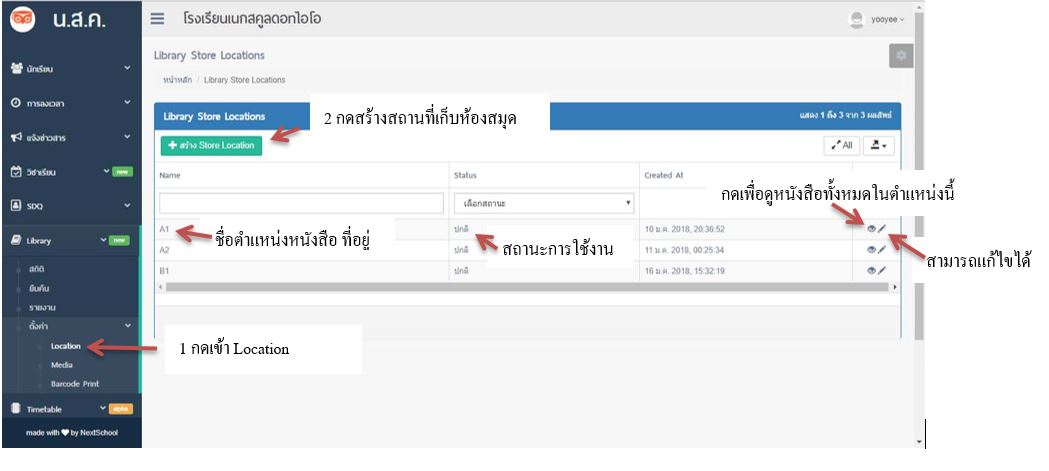 น.ส.ค.
โรงเรียนเนกสคูลดอทไอโอ
yooyee
นักเรียน
การลงเวลา
แจ้งข่าวสาร
วิชาเรียน new
SDQ
Library new
สถิติ
ยืมคืน
รายงาน
ตั้งค่า
Location
Media
Barcode Print
Timetable alpha
made with ❤ by NextSchool
Library Store Locations
หน้าหลัก / Library Store Locations
Library Store Locations
แสดง 1 ถึง 3 จาก 3 ผลลัพธ์
2 กดสร้างสถานที่เก็บห้องสมุด
+ สร้าง Store Location
All
Name Status Created At
กดเพื่อดูหนังสือทั้งหมดในตำแหน่งนี้
เลือกสถานะ
A1 ปกติ 10 ม.ค. 2018, 20:36:52
ชื่อตำแหน่งหนังสือ ที่อยู่
สถานะการใช้งาน
A2 ปกติ 11 ม.ค. 2018, 00:25:34
สามารถแก้ไขได้
B1 ปกติ 16 ม.ค. 2018, 15:32:19
1 กดเข้า Location